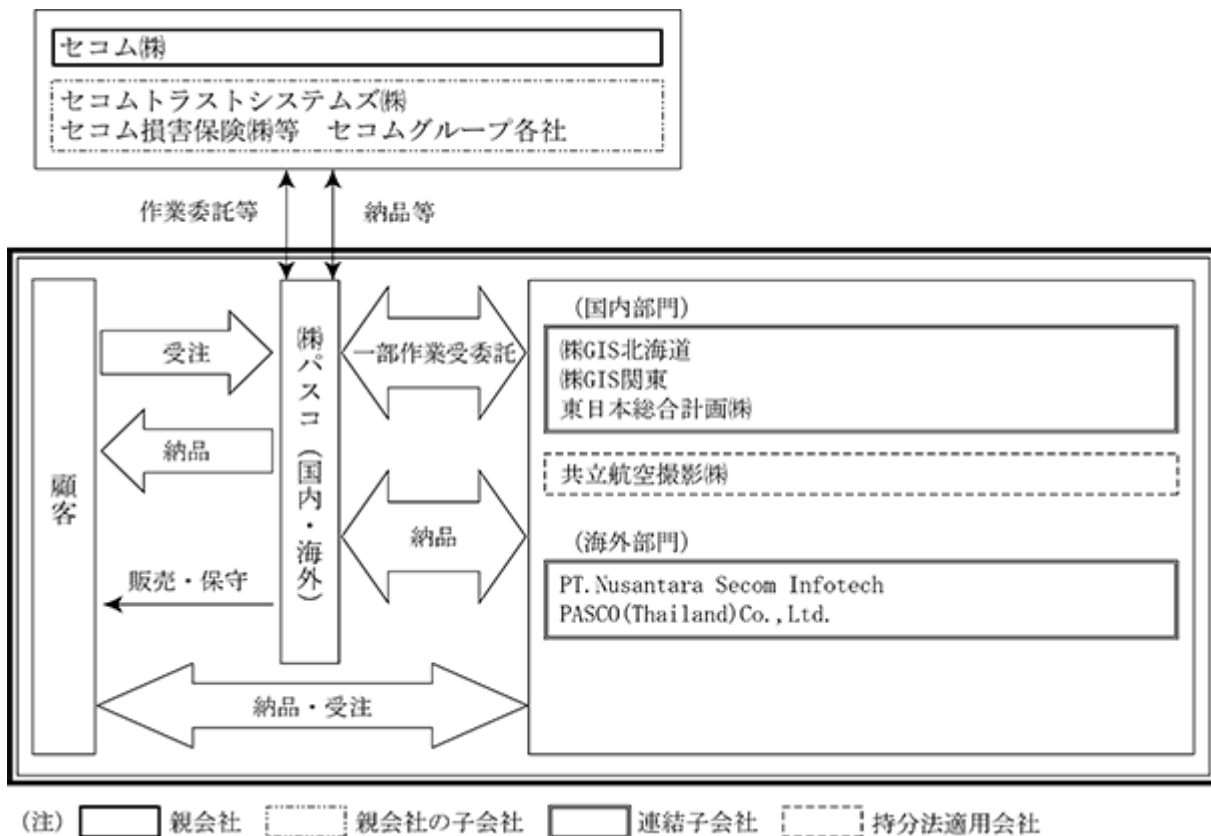 セコム㈱
セコムトラストシステムズ㈱
セコム損害保険㈱等　セコムグループ各社
作業委託等
納品等
顧客
受注
納品
販売・保守
㈱パスコ（国内・海外）
一部作業受委託
納品
納品・受注
(国内部門)
㈱GIS北海道
㈱GIS関東
東日本総合計画㈱
共立航空撮影㈱
(海外部門)
PT.Nusantara Secom Infotech
PASCO(Thailand)Co.,Ltd.
(注)　親会社　親会社の子会社　連結子会社　持分法適用会社